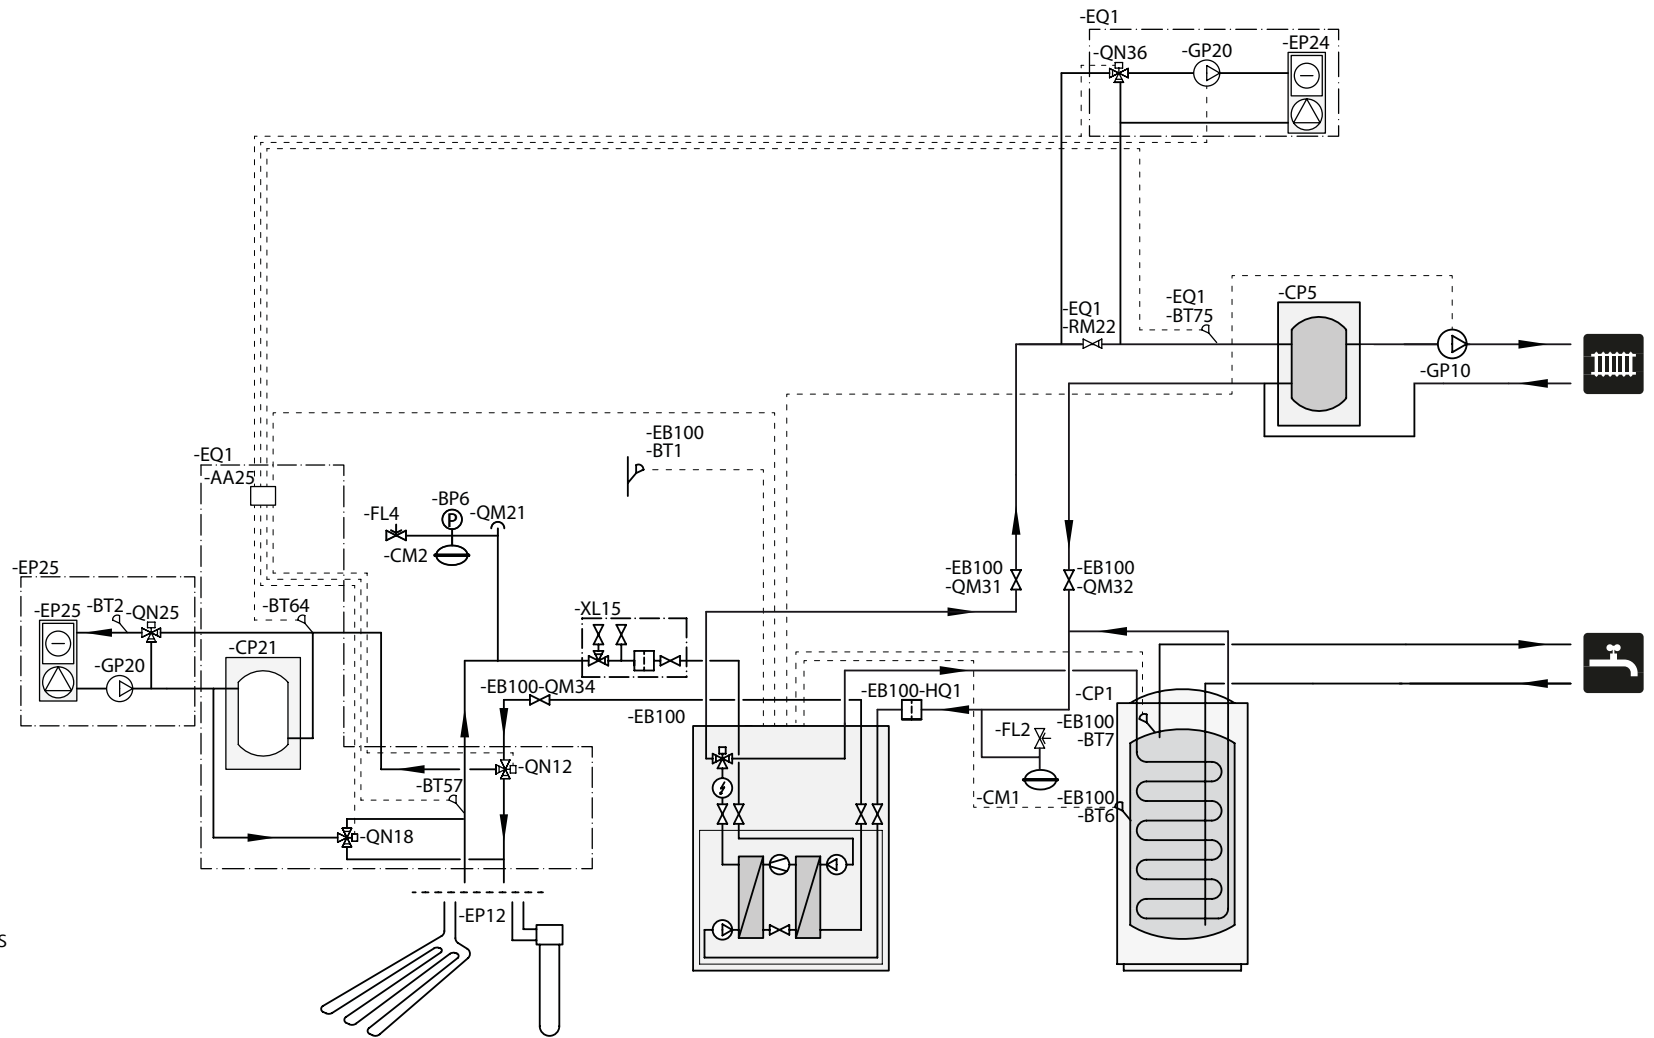 -EQ1
-QN36
-GP20
-EP24
-EQ1
-RM22
-EQ1
-BT75
-CP5
-GP10
-EB100
-BT1
-EQ1
-AA25
-FL4
-BP6
-QM21
-CM2
-EP25
-EP25
-BT2
-QN25
-GP20
-BT64
-CP21
-XL15
-EB100
-QM31
-EB100
-QM32
-EB100-QM34
-EB100
-EB100-HQ1
-CP1
-EB100
-BT7
-FL2
-CM1
-EB100
-BT6
-QN12
-BT57
-QN18
-EP12
P
S